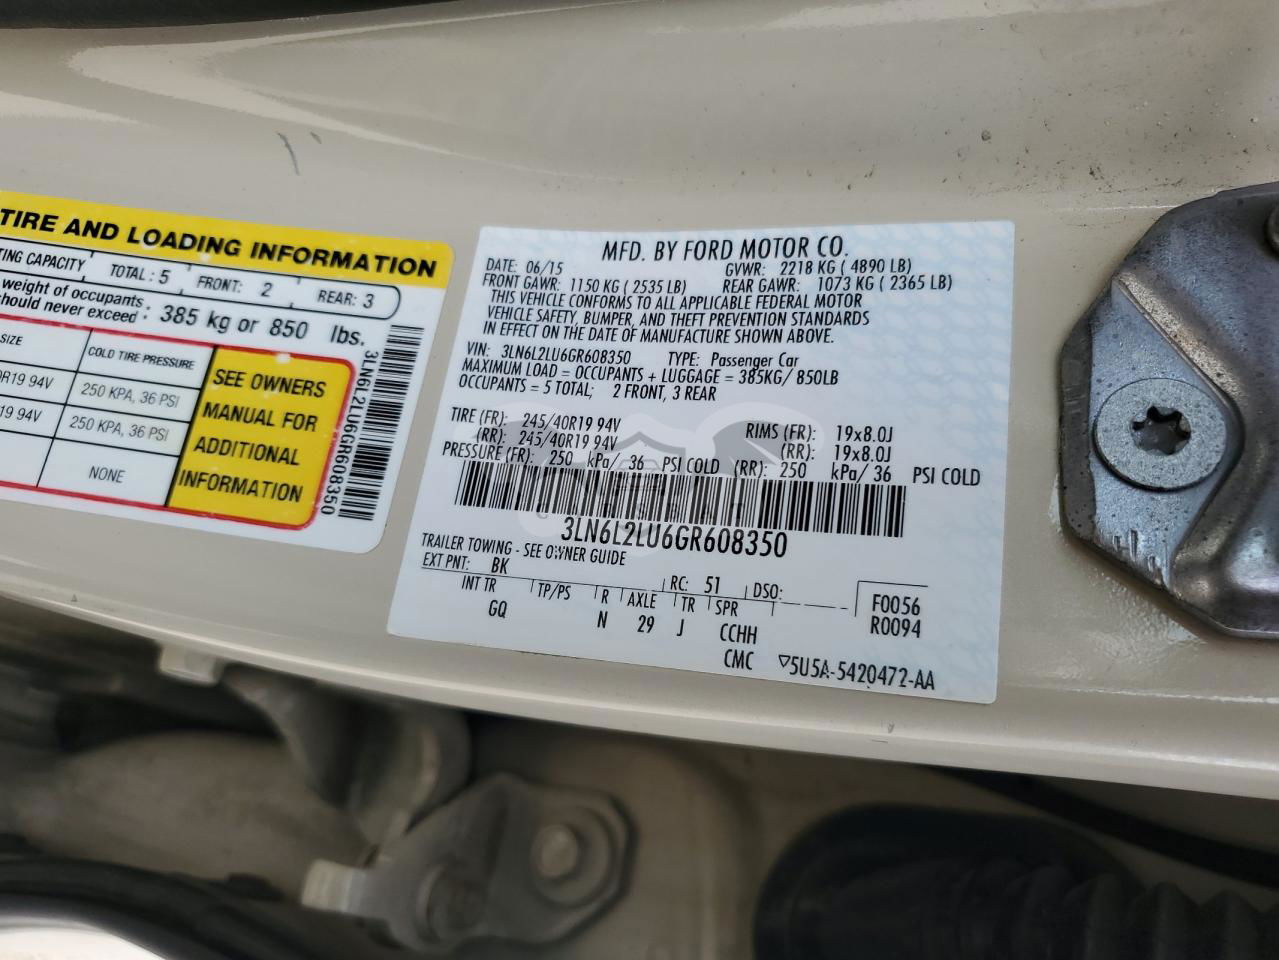 TIRE AND LOADING INFORMATION
TING CAPACITY TOTAL : 5 FRONT: 2 REAR: 3
weight of occupants
should never exceed : 385 kg or 850 lbs.
SIZE COLD TIRE PRESSURE
0R19 94V 250 KPA, 36 PSI
19 94V 250 KPA, 36 PSI
NONE
SEE OWNERS
MANUAL FOR
ADDITIONAL
INFORMATION
3LN6L2LU6GR608350
MFD. BY FORD MOTOR CO.
DATE: 06/15 GVWR: 2218 KG ( 4890 LB)
FRONT GAWR: 1150 KG ( 2535 LB) REAR GAWR: 1073 KG ( 2365 LB)
THIS VEHICLE CONFORMS TO ALL APPLICABLE FEDERAL MOTOR
VEHICLE SAFETY, BUMPER, AND THEFT PREVENTION STANDARDS
IN EFFECT ON THE DATE OF MANUFACTURE SHOWN ABOVE.
VIN: 3LN6L2LU6GR608350 TYPE: Passenger Car
MAXIMUM LOAD = OCCUPANTS + LUGGAGE = 385KG/ 850LB
OCCUPANTS = 5 TOTAL; 2 FRONT, 3 REAR
TIRE (FR): 245/40R19 94V RIMS (FR): 19x8.0J
(RR): 245/40R19 94V (RR): 19x8.0J
PRESSURE (FR): 250 kPa/ 36 PSI COLD (RR): 250 kPa/ 36 PSI COLD
3LN6L2LU6GR608350
TRAILER TOWING - SEE OWNER GUIDE
EXT PNT: BK RC: 51 DSO: F0056
INT TR TP/PS R AXLE TR SPR R0094
GQ N 29 J CCHH
CMC ▽5U5A-5420472-AA